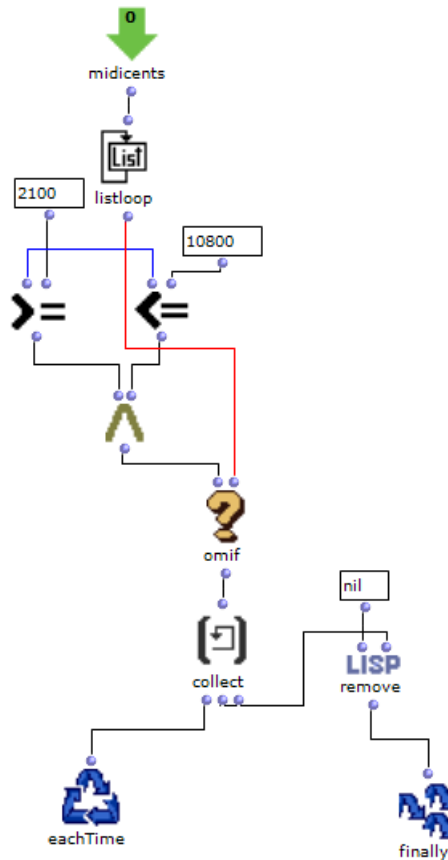 0
midicents
List
listloop
2100
10800
>=
<=
?
omif
collect
nil
LISP
remove
eachTime
finally